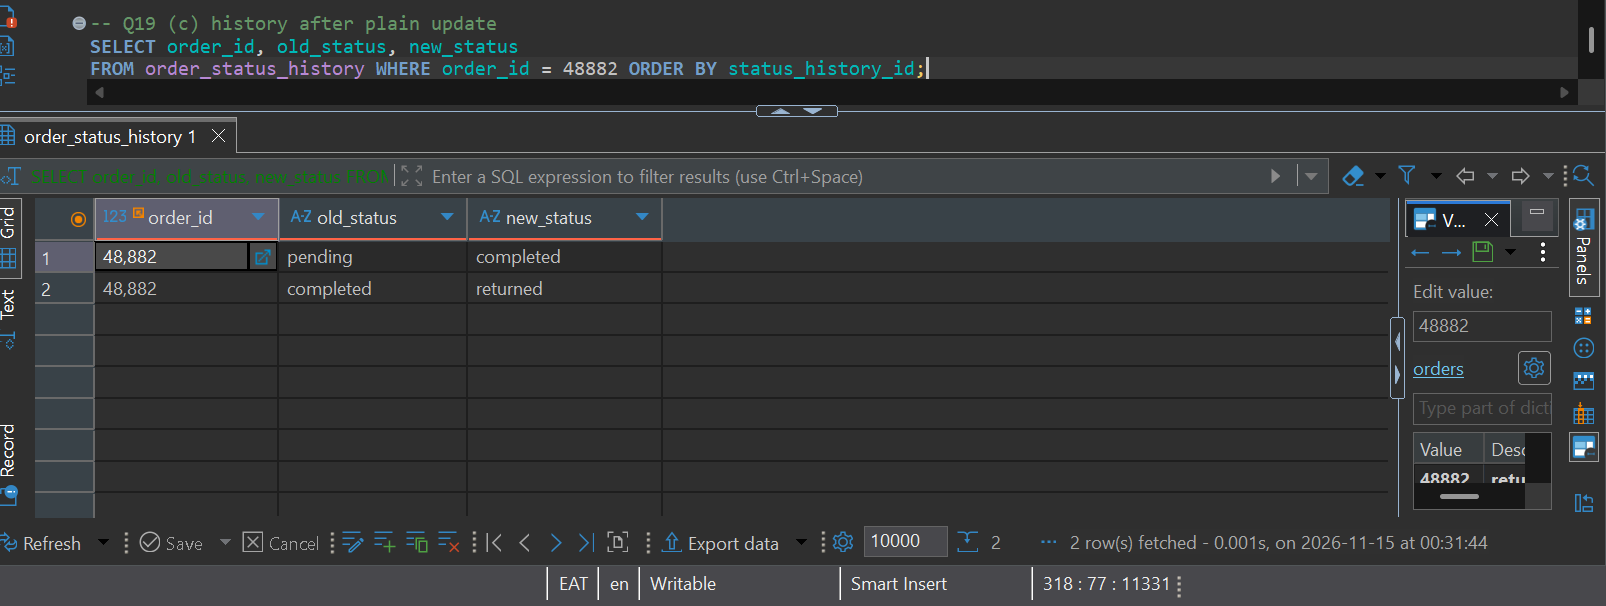 -- Q19 (c) history after plain update
SELECT order_id, old_status, new_status
FROM order_status_history WHERE order_id = 48882 ORDER BY status_history_id;
order_status_history 1
SELECT order_id, old_status, new_status FROM
Enter a SQL expression to filter results (use Ctrl+Space)
Grid
Text
Record
123 order_id A-Z old_status A-Z new_status
1 48,882 pending completed
2 48,882 completed returned
V...
Edit value:
48882
orders
Type part of dicti
Value Desc
48882 retu
Panels
Refresh Save Cancel Export data 10000 2 ... 2 row(s) fetched - 0.001s, on 2026-11-15 at 00:31:44
EAT en Writable Smart Insert 318 : 77 : 11331